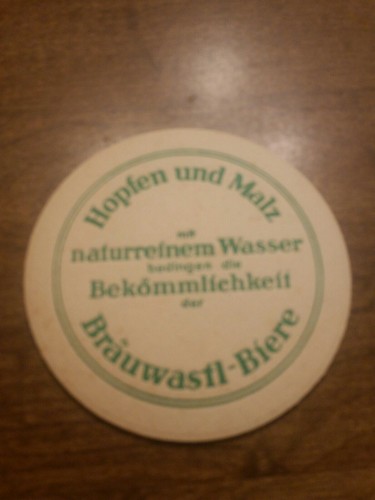 Hopfen und Malz
mit
naturreinem Wasser
bedingen die
Bekömmlichkeit
der
Bräuwastl-Biere